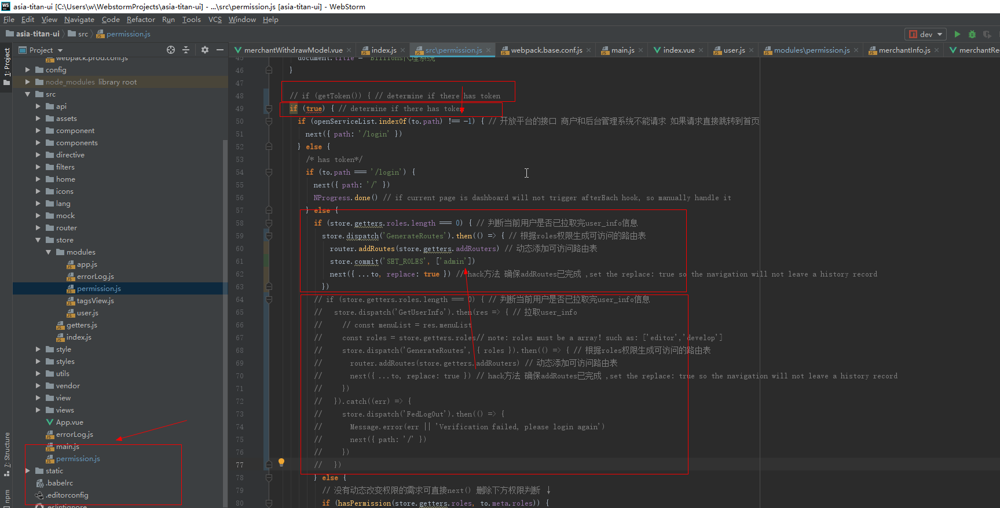 asia-titan-ui [C:\Users\w\WebstormProjects\asia-titan-ui] - ...\src\permission.js [asia-titan-ui] - WebStorm
File Edit View Navigate Code Refactor Run Tools VCS Window Help
asia-titan-ui src permission.js
dev
Project
merchantWithdrawModel.vue index.js src\permission.js webpack.base.conf.js main.js index.vue user.js modules\permission.js merchantInfo.js merchantRe
1: Project
7: Structure
npm
webpack.prod.conf.js
config
node_modules library root
src
api
assets
component
components
directive
filters
home
icons
lang
mock
router
store
modules
app.js
errorLog.js
permission.js
tagsView.js
user.js
getters.js
index.js
style
styles
utils
vendor
view
views
App.vue
errorLog.js
main.js
permission.js
static
.babelrc
.editorconfig
.eslintignore
45 document.title = 'Billions代理系统'
46 }
47
48 // if (getToken()) { // determine if there has token
49 if (true) { // determine if there has token
50 if (openServiceList.indexOf(to.path) !== -1) { // 开放平台的接口 商户和后台管理系统不能请求 如果请求直接跳转到首页
51 next({ path: '/login' })
52 } else {
53 /* has token*/
54 if (to.path === '/login') {
55 next({ path: '/' })
56 NProgress.done() // if current page is dashboard will not trigger afterEach hook, so manually handle it
57 } else {
58 if (store.getters.roles.length === 0) { // 判断当前用户是否已拉取完user_info信息
59 store.dispatch('GenerateRoutes').then(() => { // 根据roles权限生成可访问的路由表
60 router.addRoutes(store.getters.addRouters) // 动态添加可访问路由表
61 store.commit('SET_ROLES', ['admin'])
62 next({ ...to, replace: true }) // hack方法 确保addRoutes已完成 ,set the replace: true so the navigation will not leave a history record
63 })
64 // if (store.getters.roles.length === 0) { // 判断当前用户是否已拉取完user_info信息
65 // store.dispatch('GetUserInfo').then(res => { // 拉取user_info
66 // // const menuList = res.menuList
67 // const roles = store.getters.roles// note: roles must be a array! such as: ['editor','develop']
68 // store.dispatch('GenerateRoutes', { roles }).then(() => { // 根据roles权限生成可访问的路由表
69 // router.addRoutes(store.getters.addRouters) // 动态添加可访问路由表
70 // next({ ...to, replace: true }) // hack方法 确保addRoutes已完成 ,set the replace: true so the navigation will not leave a history record
71 // })
72 // }).catch((err) => {
73 // store.dispatch('FedLogOut').then(() => {
74 // Message.error(err || 'Verification failed, please login again')
75 // next({ path: '/' })
76 // })
77 // })
78 } else {
79 // 没有动态改变权限的需求可直接next() 删除下方权限判断 ↓
80 if (hasPermission(store.getters.roles, to.meta.roles)) {